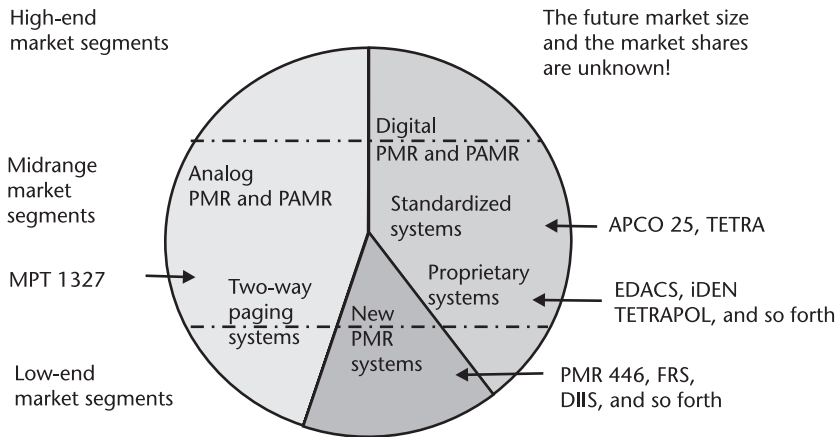 High-end
market segments
The future market size
and the market shares
are unknown!
Digital
PMR and PAMR
Midrange
market
segments
Analog
PMR and PAMR
Standardized
systems
APCO 25, TETRA
MPT 1327
Two-way
paging
systems
Proprietary
systems
EDACS, iDEN
TETRAPOL, and so forth
New
PMR
systems
Low-end
market segments
PMR 446, FRS,
DIIS, and so forth